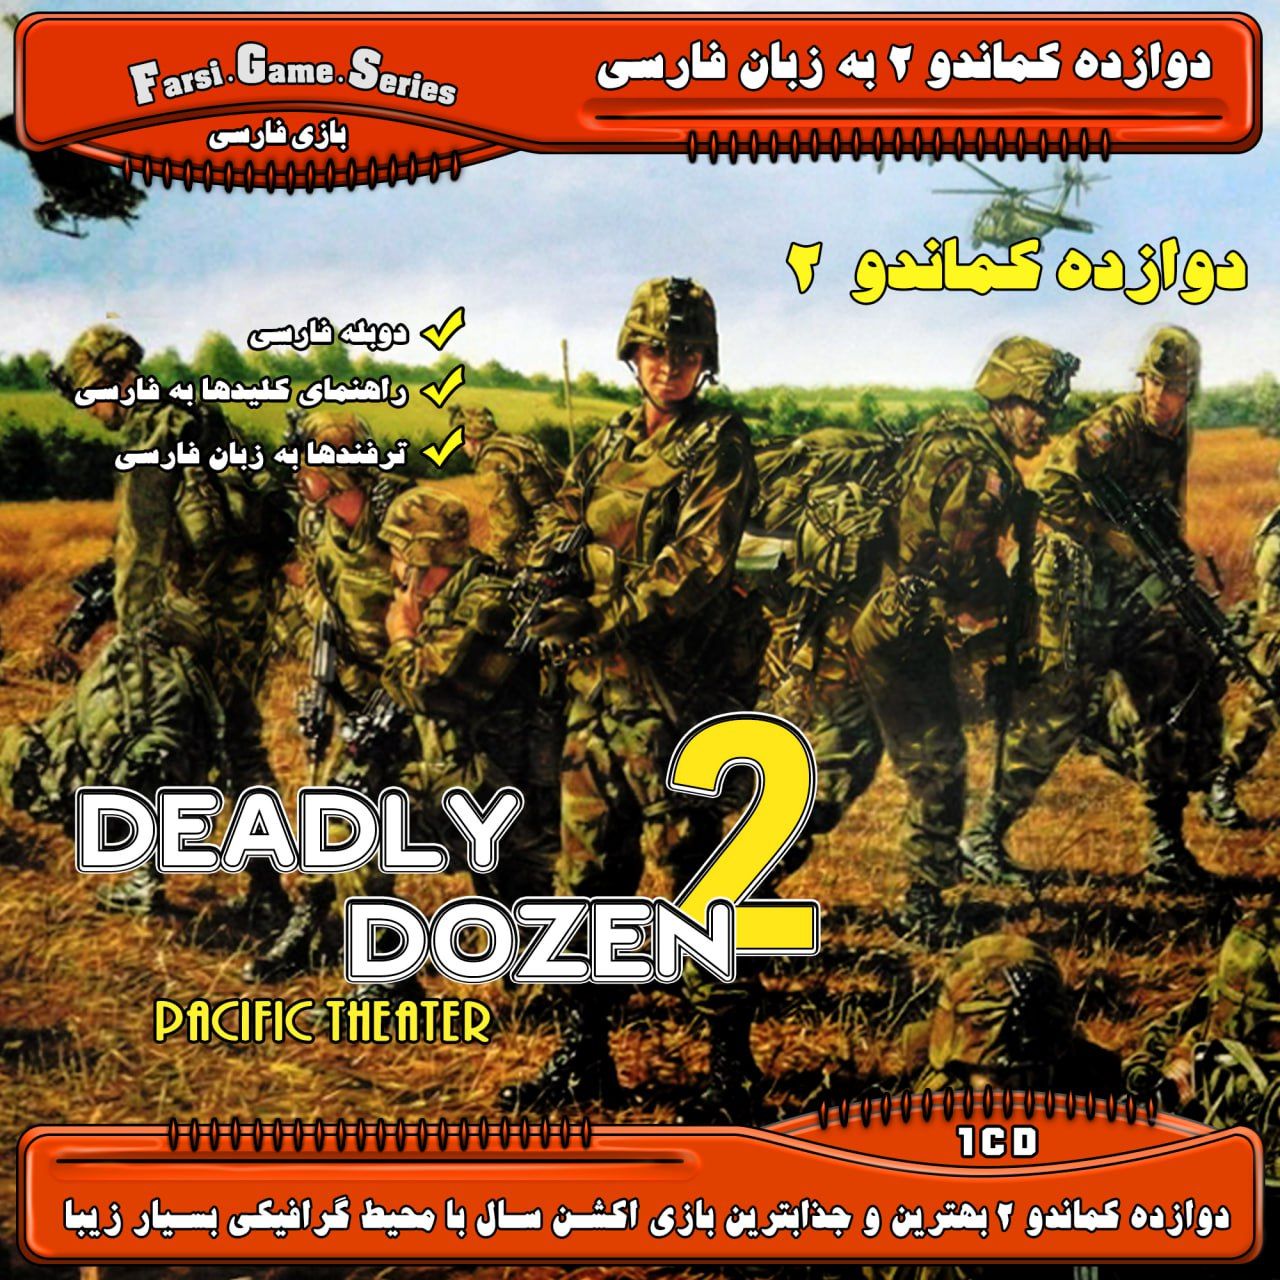 دوازده کماندو ۲ به زبان فارسی
Farsi.Game.Series
بازی فارسی
دوازده کماندو ۲
دوبله فارسی
راهنمای کلیدها به فارسی
ترفندها به زبان فارسی
DEADLY 2
DOZEN
PACIFIC THEATER
1CD
دوازده کماندو ۲ بهترین و جذابترین بازی اکشن سال با محیط گرافیکی بسیار زیبا